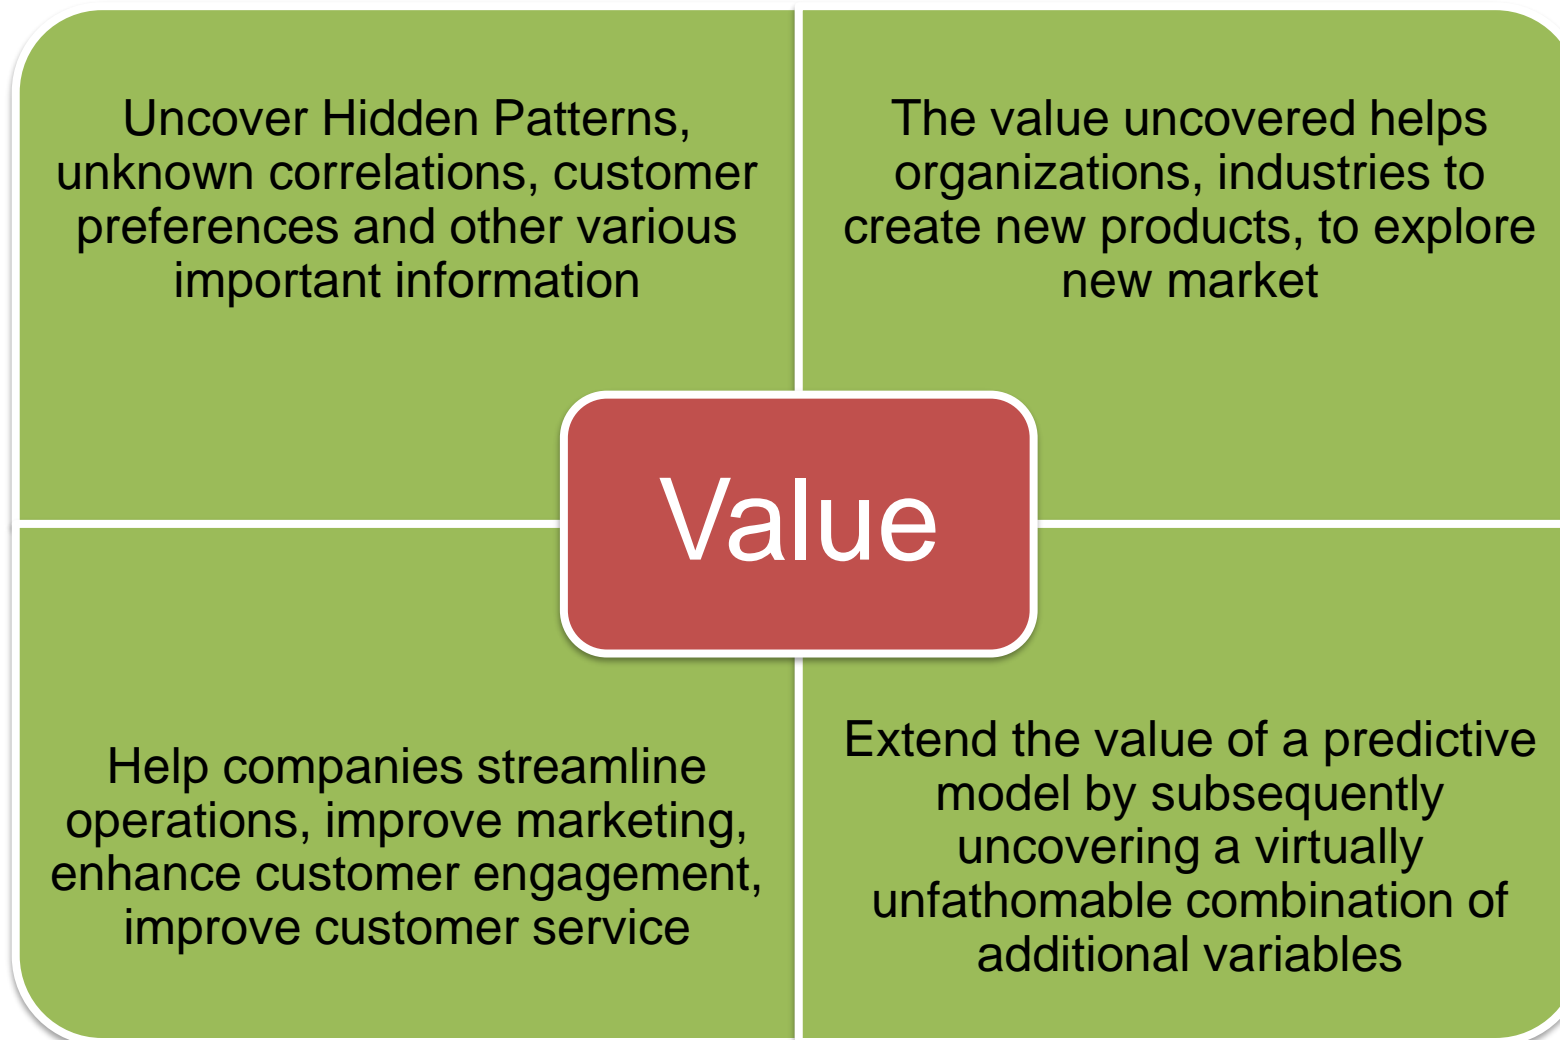 Uncover Hidden Patterns,
unknown correlations, customer
preferences and other various
important information
The value uncovered helps
organizations, industries to
create new products, to explore
new market
Value
Help companies streamline
operations, improve marketing,
enhance customer engagement,
improve customer service
Extend the value of a predictive
model by subsequently
uncovering a virtually
unfathomable combination of
additional variables